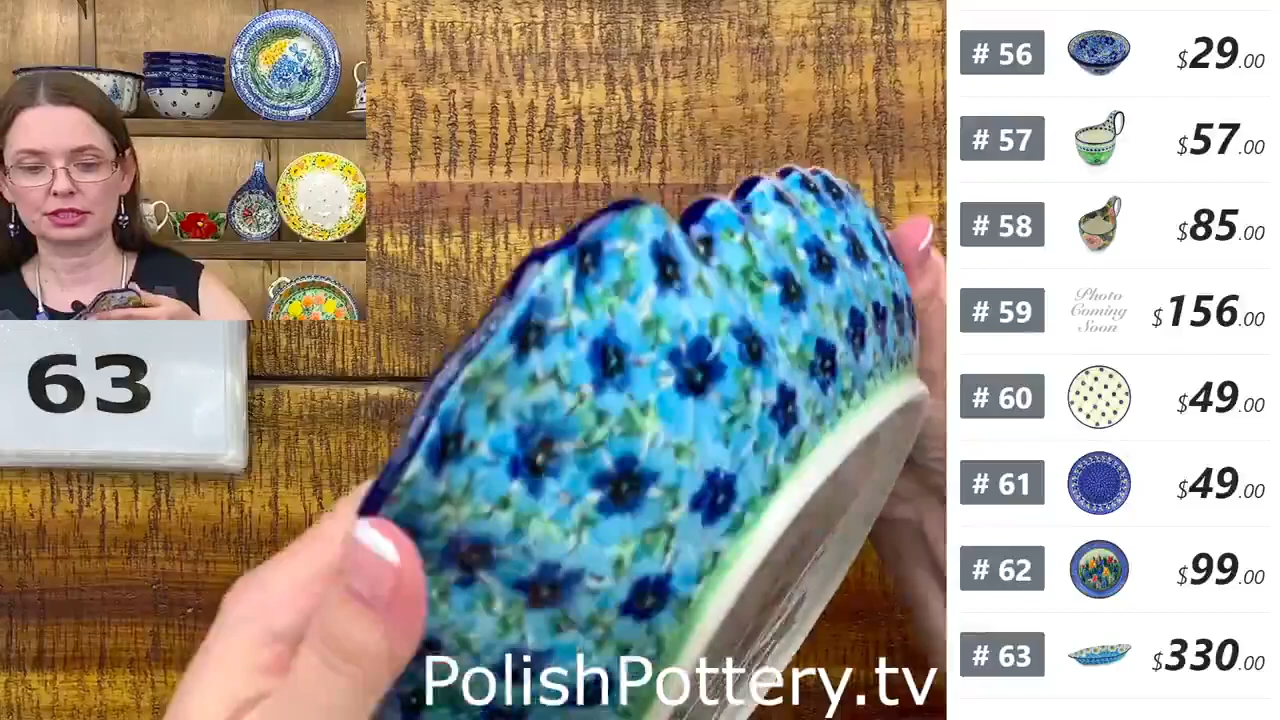 63
PolishPottery.tv
# 56 $29.00
# 57 $57.00
# 58 $85.00
# 59 Photo Coming Soon $156.00
# 60 $49.00
# 61 $49.00
# 62 $99.00
# 63 $330.00